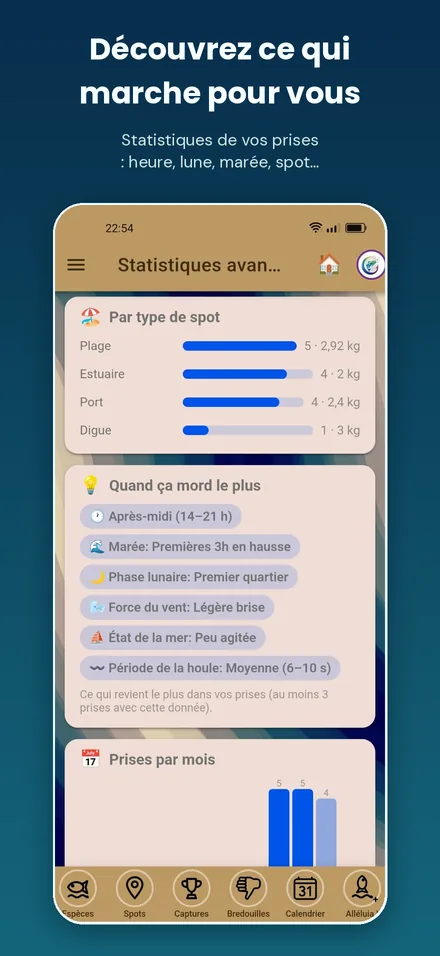 Découvrez ce qui
marche pour vous
Statistiques de vos prises
: heure, lune, marée, spot...
22:54
Statistiques avan...
Par type de spot
Plage 5 · 2,92 kg
Estuaire 4 · 2 kg
Port 4 · 2,4 kg
Digue 1 · 3 kg
Quand ça mord le plus
Après-midi (14–21 h)
Marée: Premières 3h en hausse
Phase lunaire: Premier quartier
Force du vent: Légère brise
État de la mer: Peu agitée
Période de la houle: Moyenne (6–10 s)
Ce qui revient le plus dans vos prises (au moins 3
prises avec cette donnée).
Prises par mois
5 5 4
31
Espèces Spots Captures Bredouilles Calendrier Alléluia